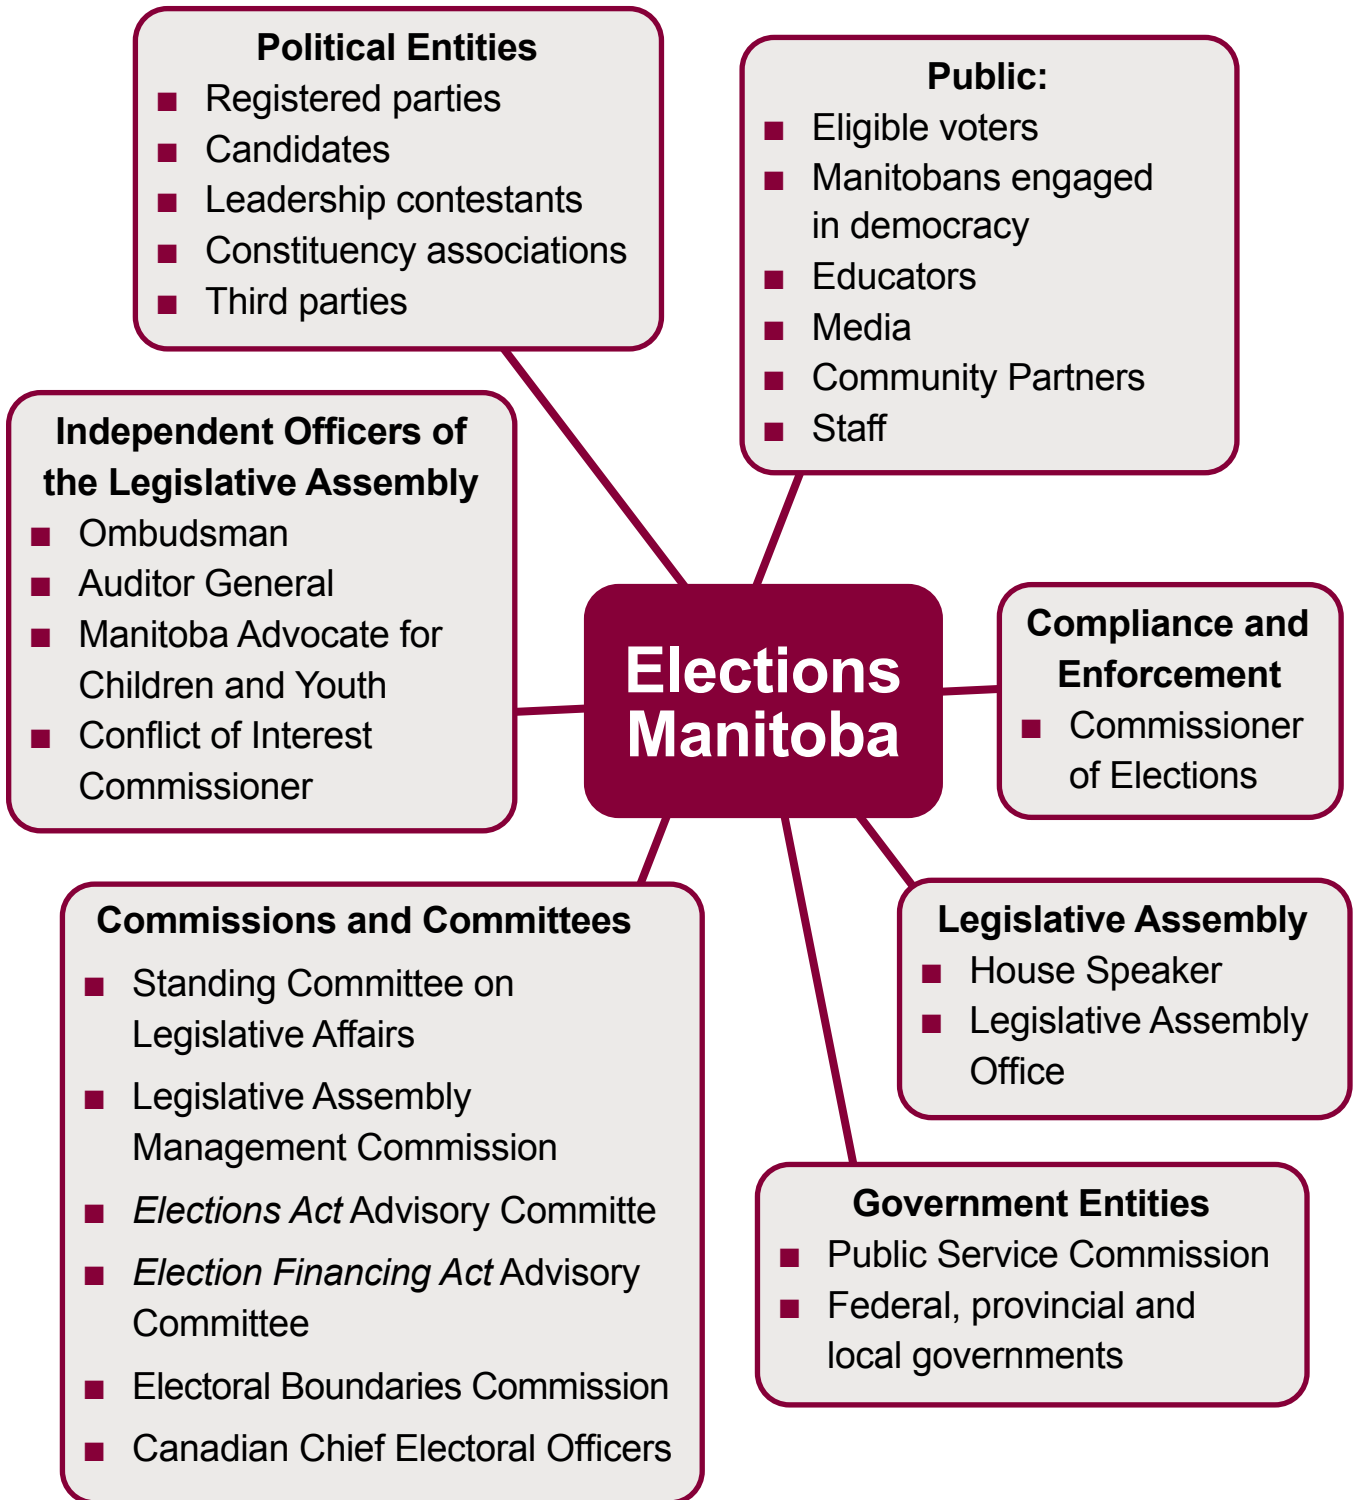 Political Entities
■ Registered parties
■ Candidates
■ Leadership contestants
■ Constituency associations
■ Third parties
Public:
■ Eligible voters
■ Manitobans engaged
in democracy
■ Educators
■ Media
■ Community Partners
■ Staff
Independent Officers of
the Legislative Assembly
■ Ombudsman
■ Auditor General
■ Manitoba Advocate for
Children and Youth
■ Conflict of Interest
Commissioner
Elections
Manitoba
Compliance and
Enforcement
■ Commissioner
of Elections
Commissions and Committees
■ Standing Committee on
Legislative Affairs
■ Legislative Assembly
Management Commission
■ Elections Act Advisory Committe
■ Election Financing Act Advisory
Committee
■ Electoral Boundaries Commission
■ Canadian Chief Electoral Officers
Legislative Assembly
■ House Speaker
■ Legislative Assembly
Office
Government Entities
■ Public Service Commission
■ Federal, provincial and
local governments